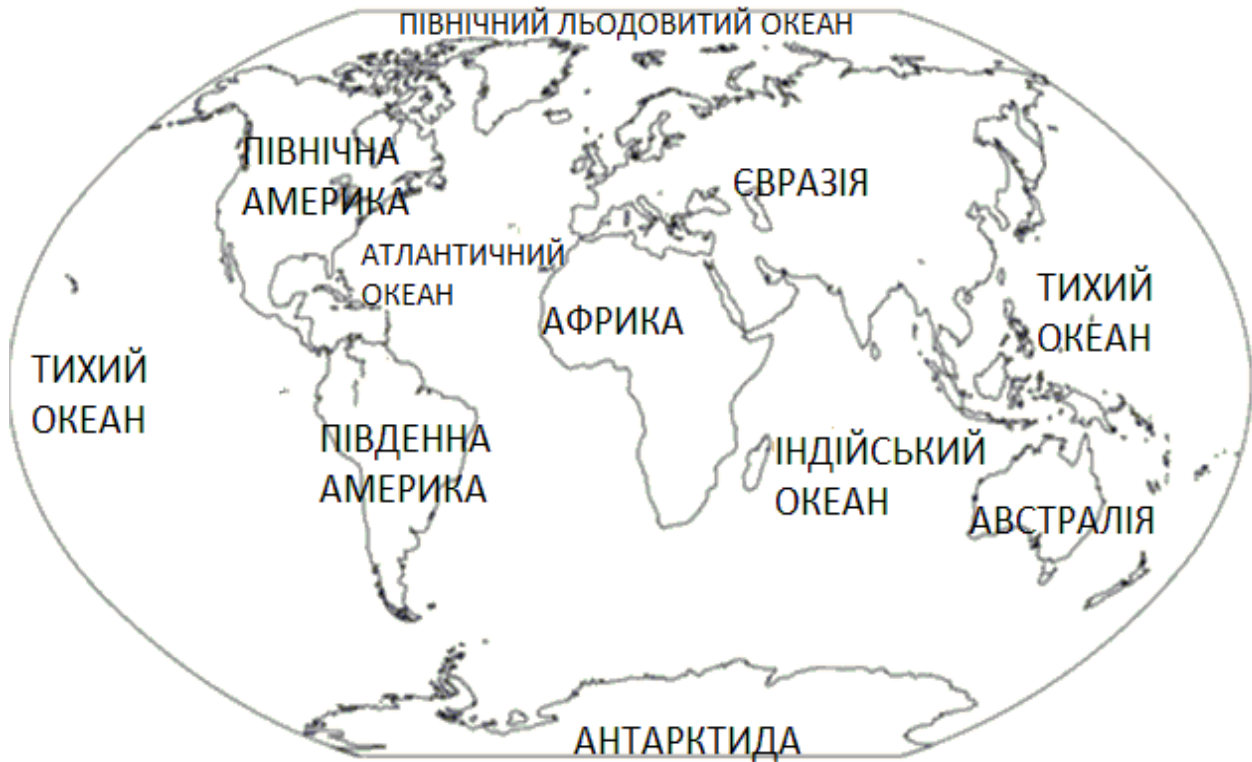 ПІВНІЧНИЙ ЛЬОДОВИТИЙ ОКЕАН
ПІВНІЧНА
АМЕРИКА
ЄВРАЗІЯ
АТЛАНТИЧНИЙ
ОКЕАН
АФРИКА
ТИХИЙ
ОКЕАН
ТИХИЙ
ОКЕАН
ПІВДЕННА
АМЕРИКА
ІНДІЙСЬКИЙ
ОКЕАН
АВСТРАЛІЯ
АНТАРКТИДА